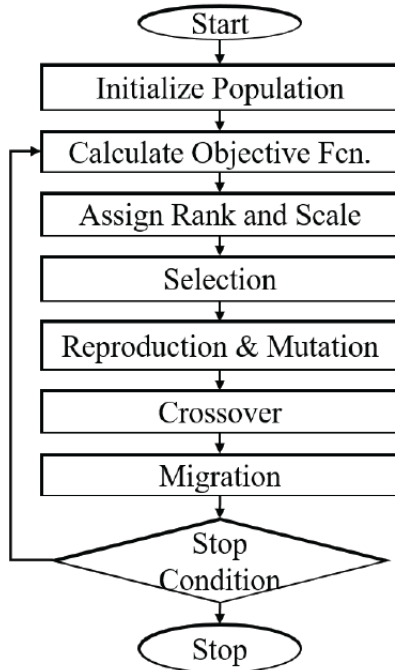 Start
Initialize Population
Calculate Objective Fcn.
Assign Rank and Scale
Selection
Reproduction & Mutation
Crossover
Migration
Stop
Condition
Stop